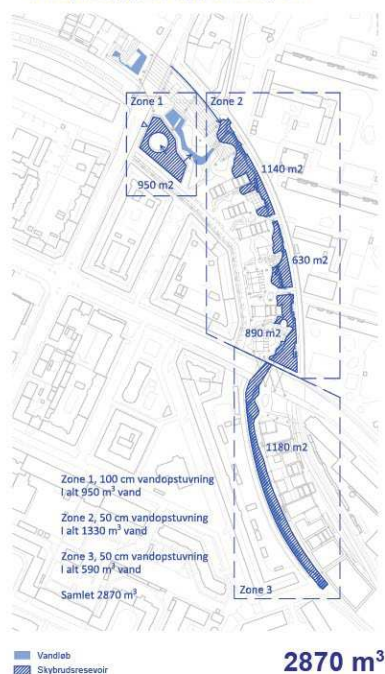 Zone 1
Zone 2
1140 m2
950 m2
630 m2
890 m2
1180 m2
Zone 1, 100 cm vandopstuvning
I alt 950 m³ vand
Zone 2, 50 cm vandopstuvning
I alt 1330 m³ vand
Zone 3, 50 cm vandopstuvning
I alt 590 m³ vand
Samlet 2870 m³
Zone 3
Vandløb
Skybrudsresevoir
2870 m³